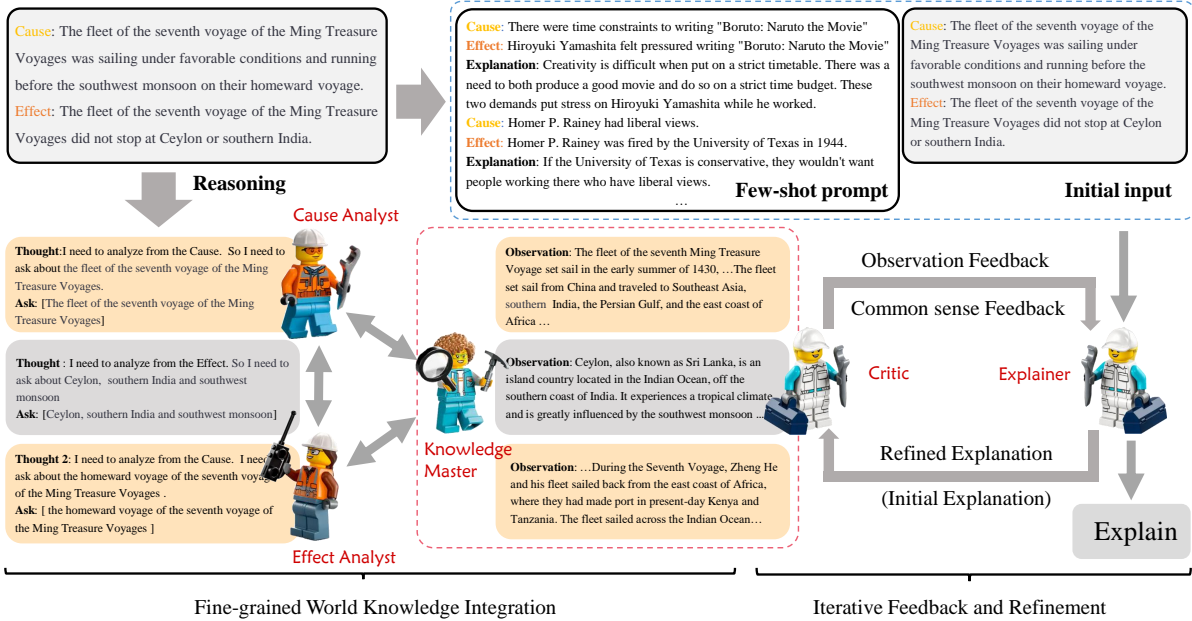 Cause: The fleet of the seventh voyage of the Ming Treasure
Voyages was sailing under favorable conditions and running
before the southwest monsoon on their homeward voyage.
Effect: The fleet of the seventh voyage of the Ming Treasure
Voyages did not stop at Ceylon or southern India.
Cause: There were time constraints to writing "Boruto: Naruto the Movie"
Effect: Hiroyuki Yamashita felt pressured writing "Boruto: Naruto the Movie"
Explanation: Creativity is difficult when put on a strict timetable. There was a
need to both produce a good movie and do so on a strict time budget. These
two demands put stress on Hiroyuki Yamashita while he worked.
Cause: Homer P. Rainey had liberal views.
Effect: Homer P. Rainey was fired by the University of Texas in 1944.
Explanation: If the University of Texas is conservative, they wouldn't want
people working there who have liberal views.
...
Few-shot prompt
Cause: The fleet of the seventh voyage of the
Ming Treasure Voyages was sailing under
favorable conditions and running before the
southwest monsoon on their homeward voyage.
Effect: The fleet of the seventh voyage of the
Ming Treasure Voyages did not stop at Ceylon
or southern India.
Initial input
Reasoning
Cause Analyst
Thought:I need to analyze from the Cause. So I need to
ask about the fleet of the seventh voyage of the Ming
Treasure Voyages.
Ask: [The fleet of the seventh voyage of the Ming
Treasure Voyages]
Thought : I need to analyze from the Effect. So I need to
ask about Ceylon, southern India and southwest
monsoon
Ask: [Ceylon, southern India and southwest monsoon]
Thought 2: I need to analyze from the Cause. I need
ask about the homeward voyage of the seventh
of the Ming Treasure Voyages .
Ask: [ the homeward voyage of the seventh voyage of
the Ming Treasure Voyages ]
Effect Analyst
Knowledge
Master
Observation: The fleet of the seventh Ming Treasure
Voyage set sail in the early summer of 1430, …The fleet
set sail from China and traveled to Southeast Asia,
southern India, the Persian Gulf, and the east coast of
Africa …
Observation: Ceylon, also known as Sri Lanka, is an
island country located in the Indian Ocean, off the
southern coast of India. It experiences a tropical climate
and is greatly influenced by the southwest monsoon ...
Observation: …During the Seventh Voyage, Zheng He
and his fleet sailed back from the east coast of Africa,
where they had made port in present-day Kenya and
Tanzania. The fleet sailed across the Indian Ocean…
Observation Feedback
Common sense Feedback
Critic
Explainer
Refined Explanation
(Initial Explanation)
Explain
Fine-grained World Knowledge Integration
Iterative Feedback and Refinement